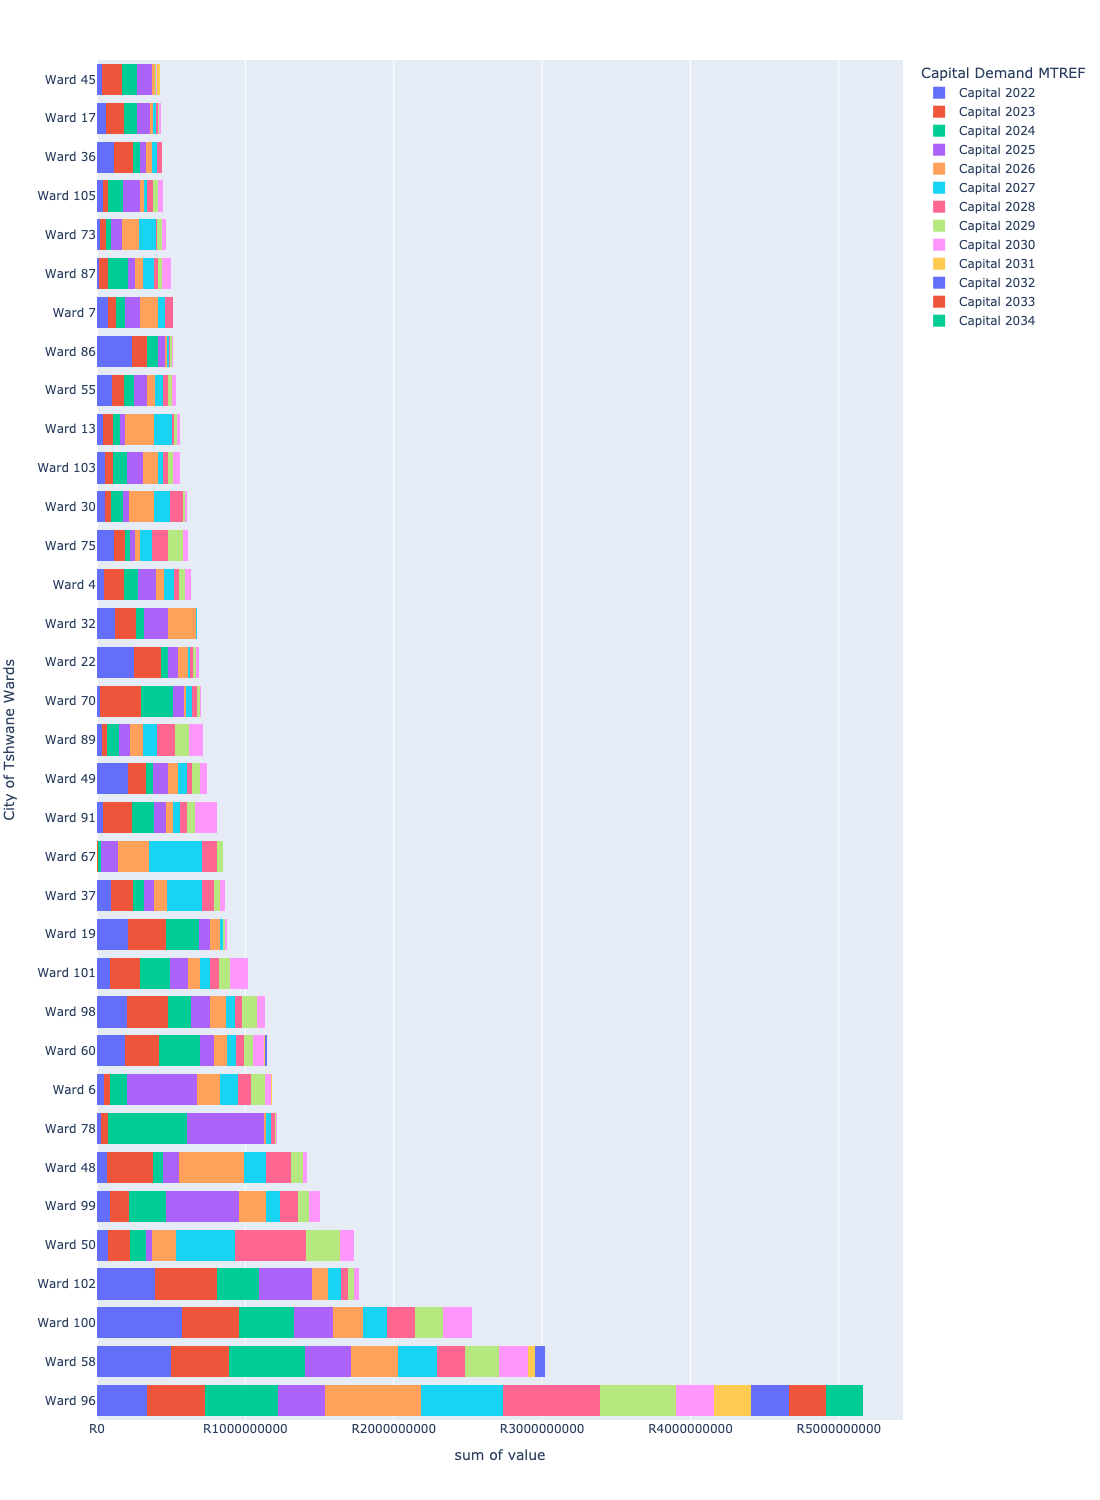 Capital Demand MTREF
Capital 2022
Capital 2023
Capital 2024
Capital 2025
Capital 2026
Capital 2027
Capital 2028
Capital 2029
Capital 2030
Capital 2031
Capital 2032
Capital 2033
Capital 2034
City of Tshwane Wards
Ward 45
Ward 17
Ward 36
Ward 105
Ward 73
Ward 87
Ward 7
Ward 86
Ward 55
Ward 13
Ward 103
Ward 30
Ward 75
Ward 4
Ward 32
Ward 22
Ward 70
Ward 89
Ward 49
Ward 91
Ward 67
Ward 37
Ward 19
Ward 101
Ward 98
Ward 60
Ward 6
Ward 78
Ward 48
Ward 99
Ward 50
Ward 102
Ward 100
Ward 58
Ward 96
R0 R1000000000 R2000000000 R3000000000 R4000000000 R5000000000
sum of value